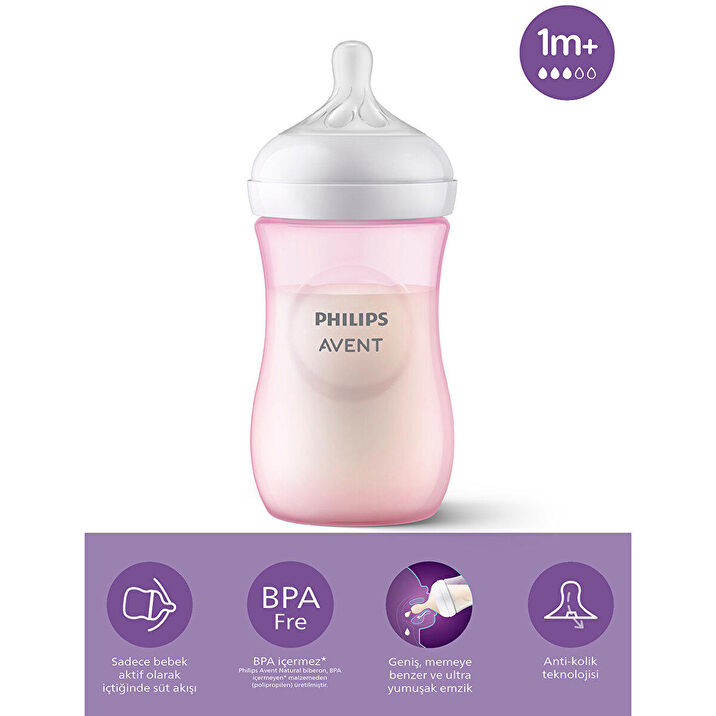 1m+
PHILIPS
AVENT
BPA
Fre
Sadece bebek
aktif olarak
içtiğinde süt akışı
BPA içermez*
Philips Avent Natural biberon, BPA
içermeyen* malzemeden
(polipropilen) üretilmiştir.
Geniş, memeye
benzer ve ultra
yumuşak emzik
Anti-kolik
teknolojisi